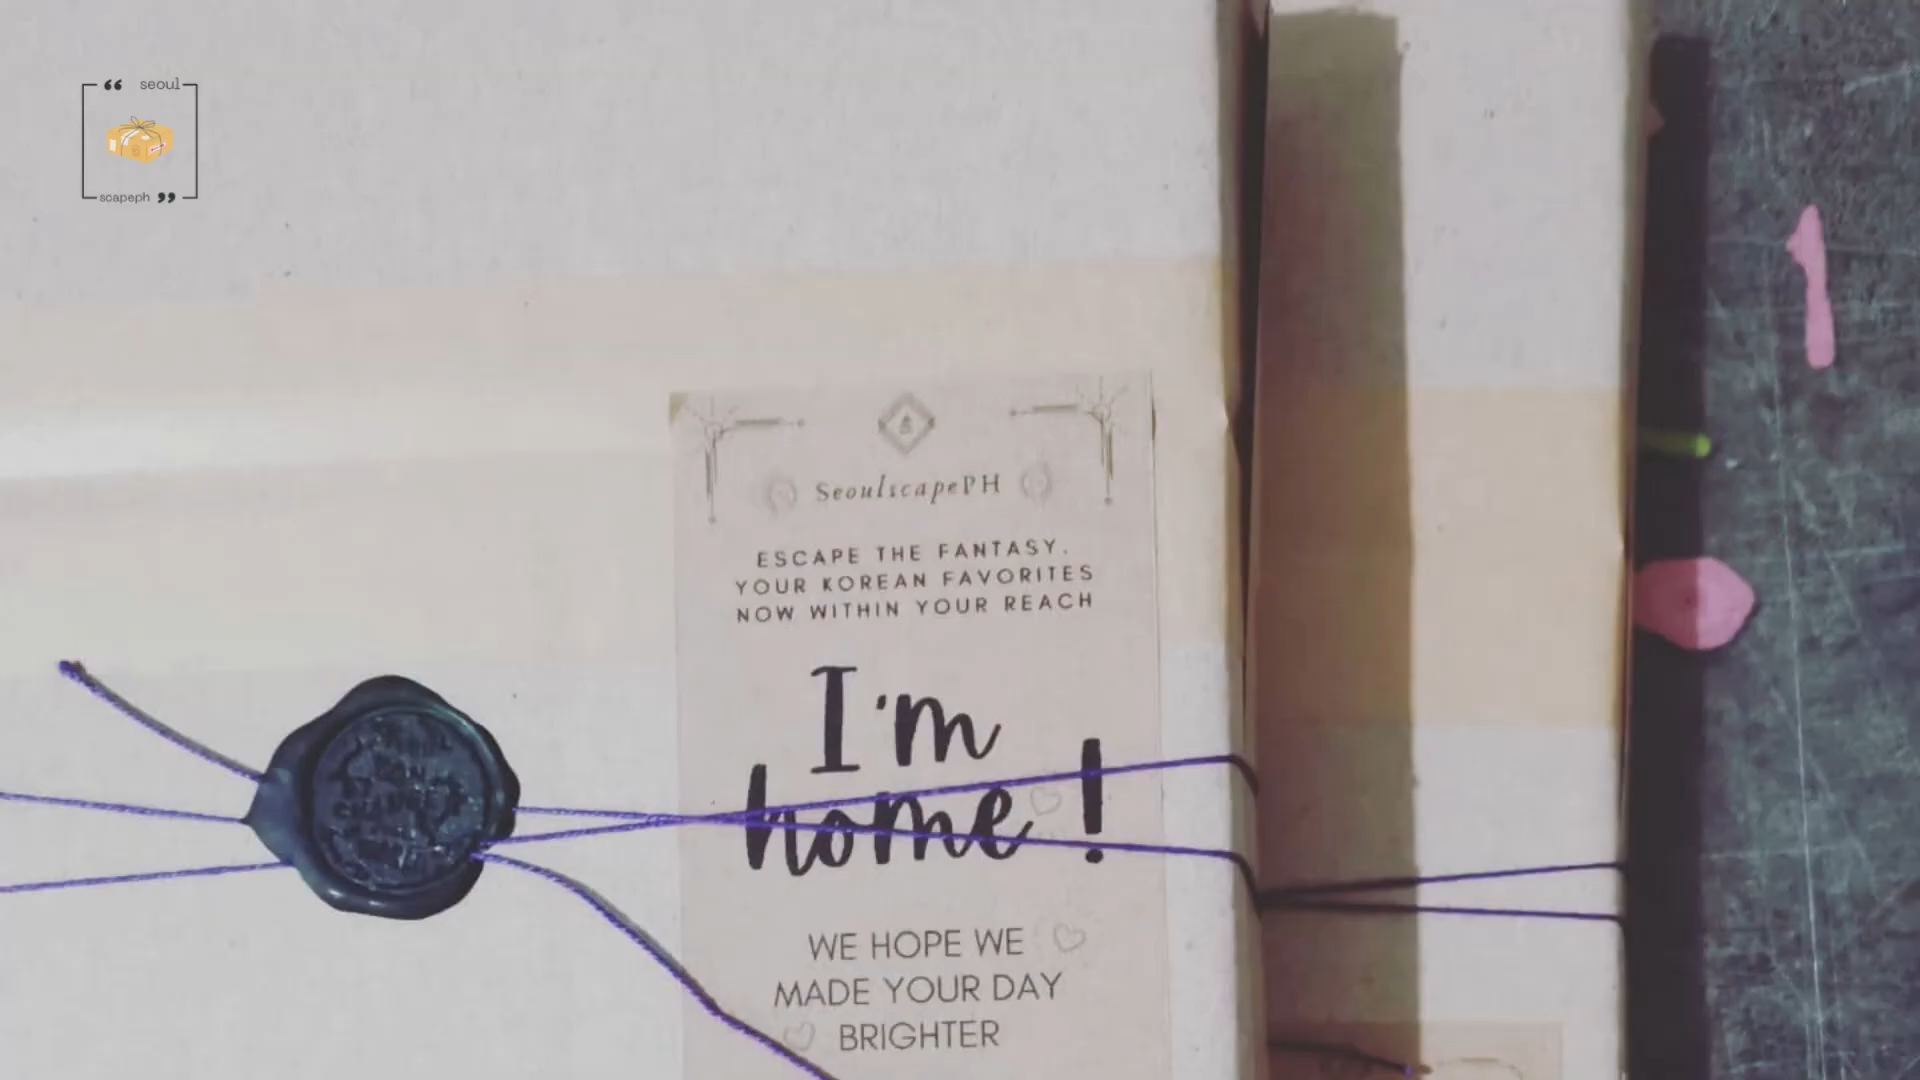 “ seoul
scapeph ”
SeoulscapePH
ESCAPE THE FANTASY.
YOUR KOREAN FAVORITES
NOW WITHIN YOUR REACH
I'm
home!
WE HOPE WE
MADE YOUR DAY
BRIGHTER